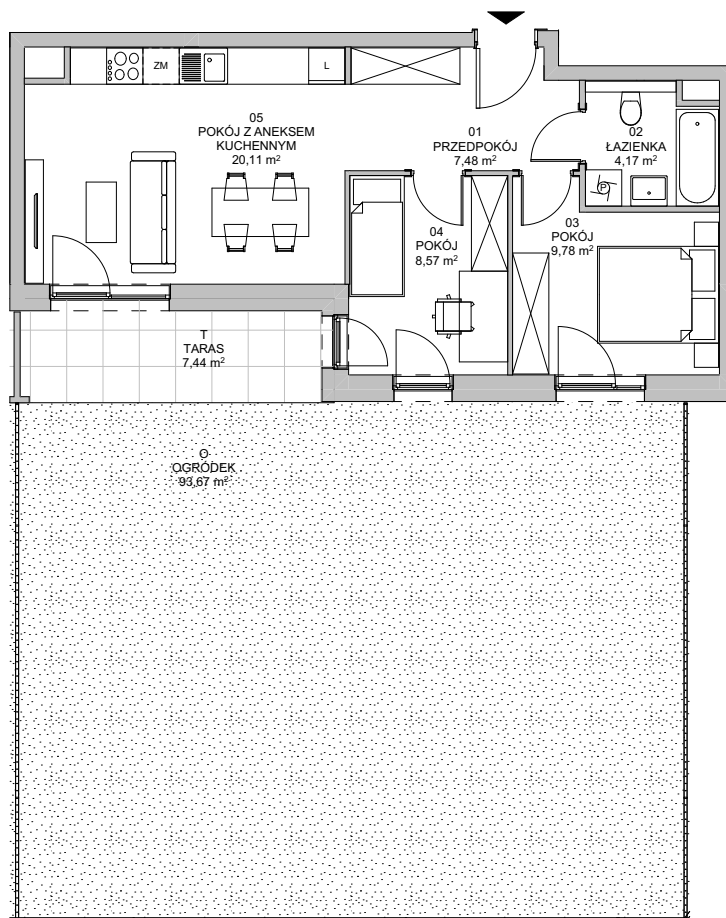 ZM
L
05
POKÓJ Z ANEKSEM
KUCHENNYM
20,11 m²
01
PRZEDPOKÓJ
7,48 m²
02
ŁAZIENKA
4,17 m²
P
04
POKÓJ
8,57 m²
03
POKÓJ
9,78 m²
T
TARAS
7,44 m²
O
OGRÓDEK
93,67 m²